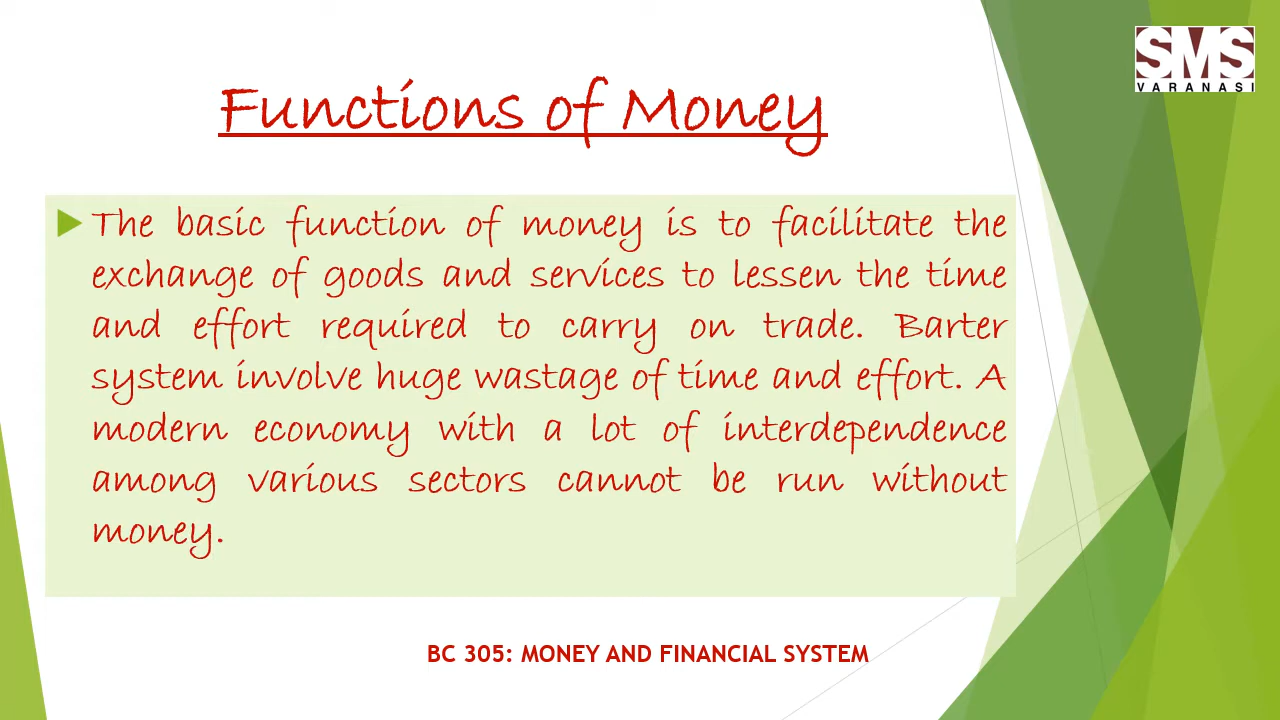 SMS
VARANASI
Functions of Money
The basic function of money is to facilitate the
exchange of goods and services to lessen the time
and effort required to carry on trade. Barter
system involve huge wastage of time and effort. A
modern economy with a lot of interdependence
among various sectors cannot be run without
money.
BC 305: MONEY AND FINANCIAL SYSTEM